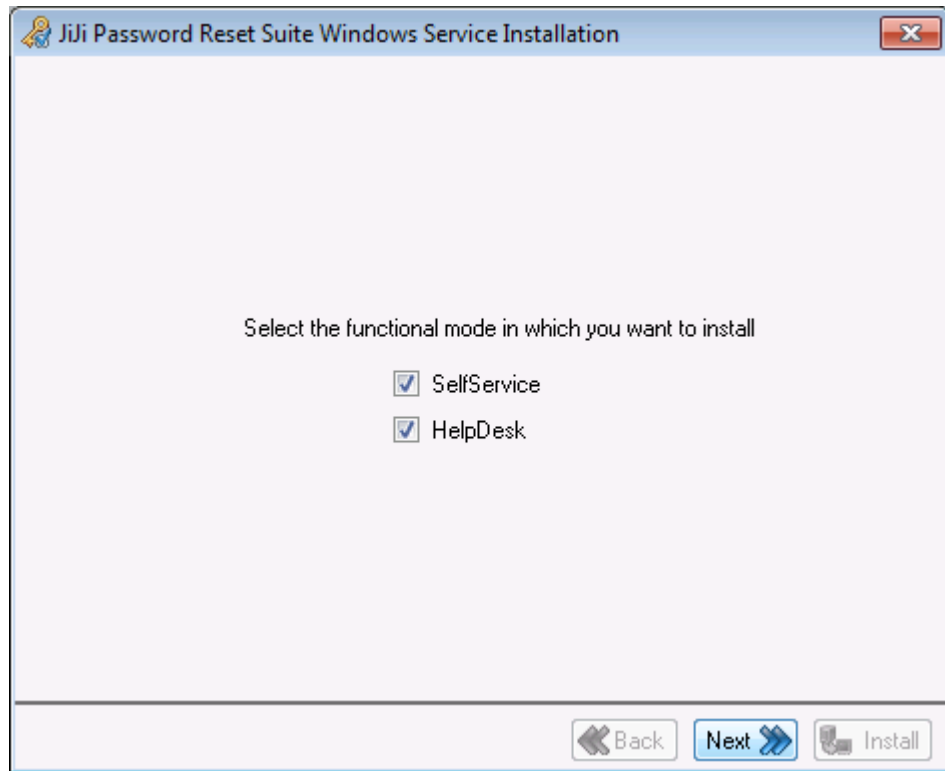 JiJi Password Reset Suite Windows Service Installation
Select the functional mode in which you want to install
SelfService
HelpDesk
Back Next Install